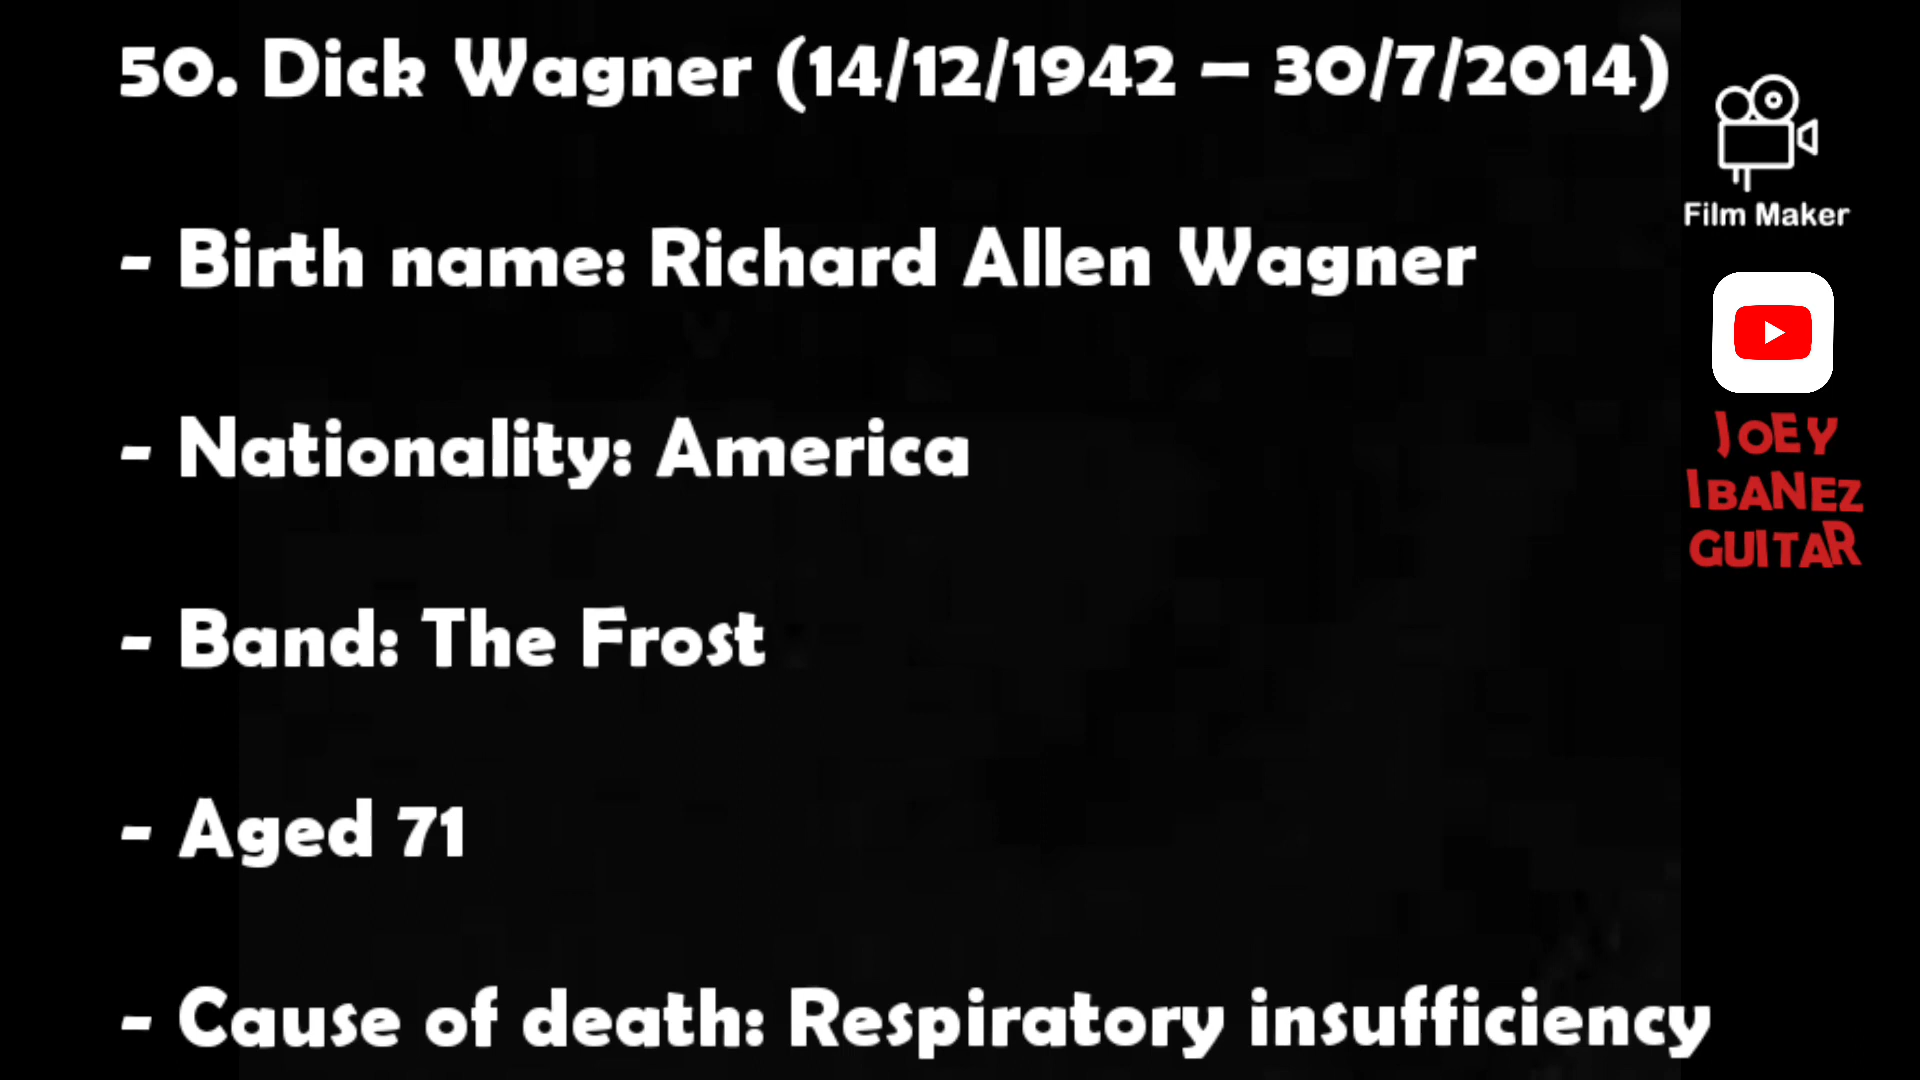 50. Dick Wagner (14/12/1942 – 30/7/2014)
- Birth name: Richard Allen Wagner
- Nationality: America
- Band: The Frost
- Aged 71
- Cause of death: Respiratory insufficiency
Film Maker
JOEY
IBANEZ
GUITAR